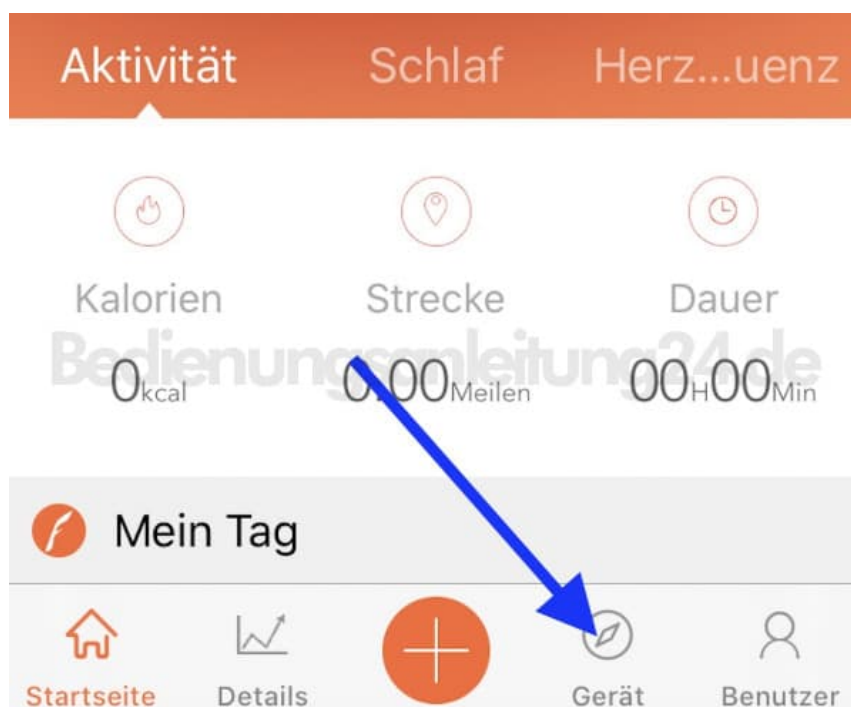 Aktivität Schlaf Herz...uenz
Kalorien Strecke Dauer
Bedienungsanleitung24.de
0kcal 0.00Meilen 00H00Min
Mein Tag
Startseite Details Gerät Benutzer